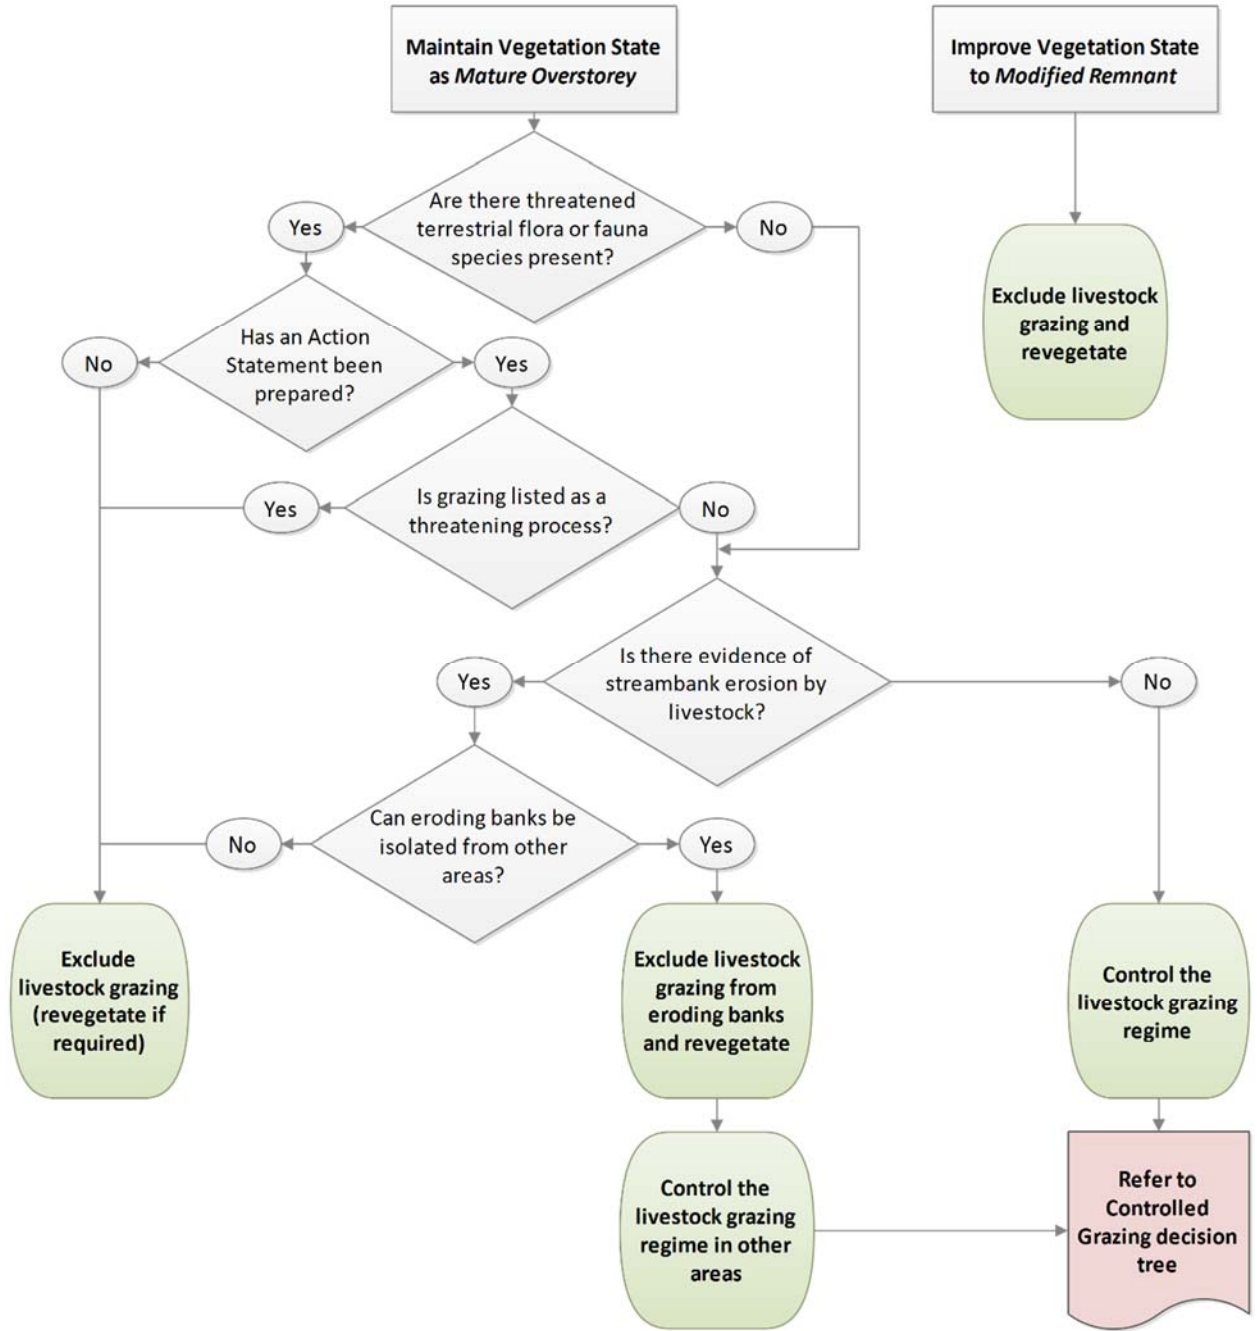 Maintain Vegetation State
as Mature Overstorey
Improve Vegetation State
to Modified Remnant
Are there threatened
terrestrial flora or fauna
species present?
Yes
No
Exclude livestock
grazing and
revegetate
Has an Action
Statement been
prepared?
No
Yes
Is grazing listed as a
threatening process?
Yes
No
Is there evidence of
streambank erosion by
livestock?
Yes
No
Can eroding banks be
isolated from other
areas?
No
Yes
Exclude
livestock grazing
(revegetate if
required)
Exclude livestock
grazing from
eroding banks
and revegetate
Control the
livestock grazing
regime
Control the
livestock grazing
regime in other
areas
Refer to
Controlled
Grazing decision
tree